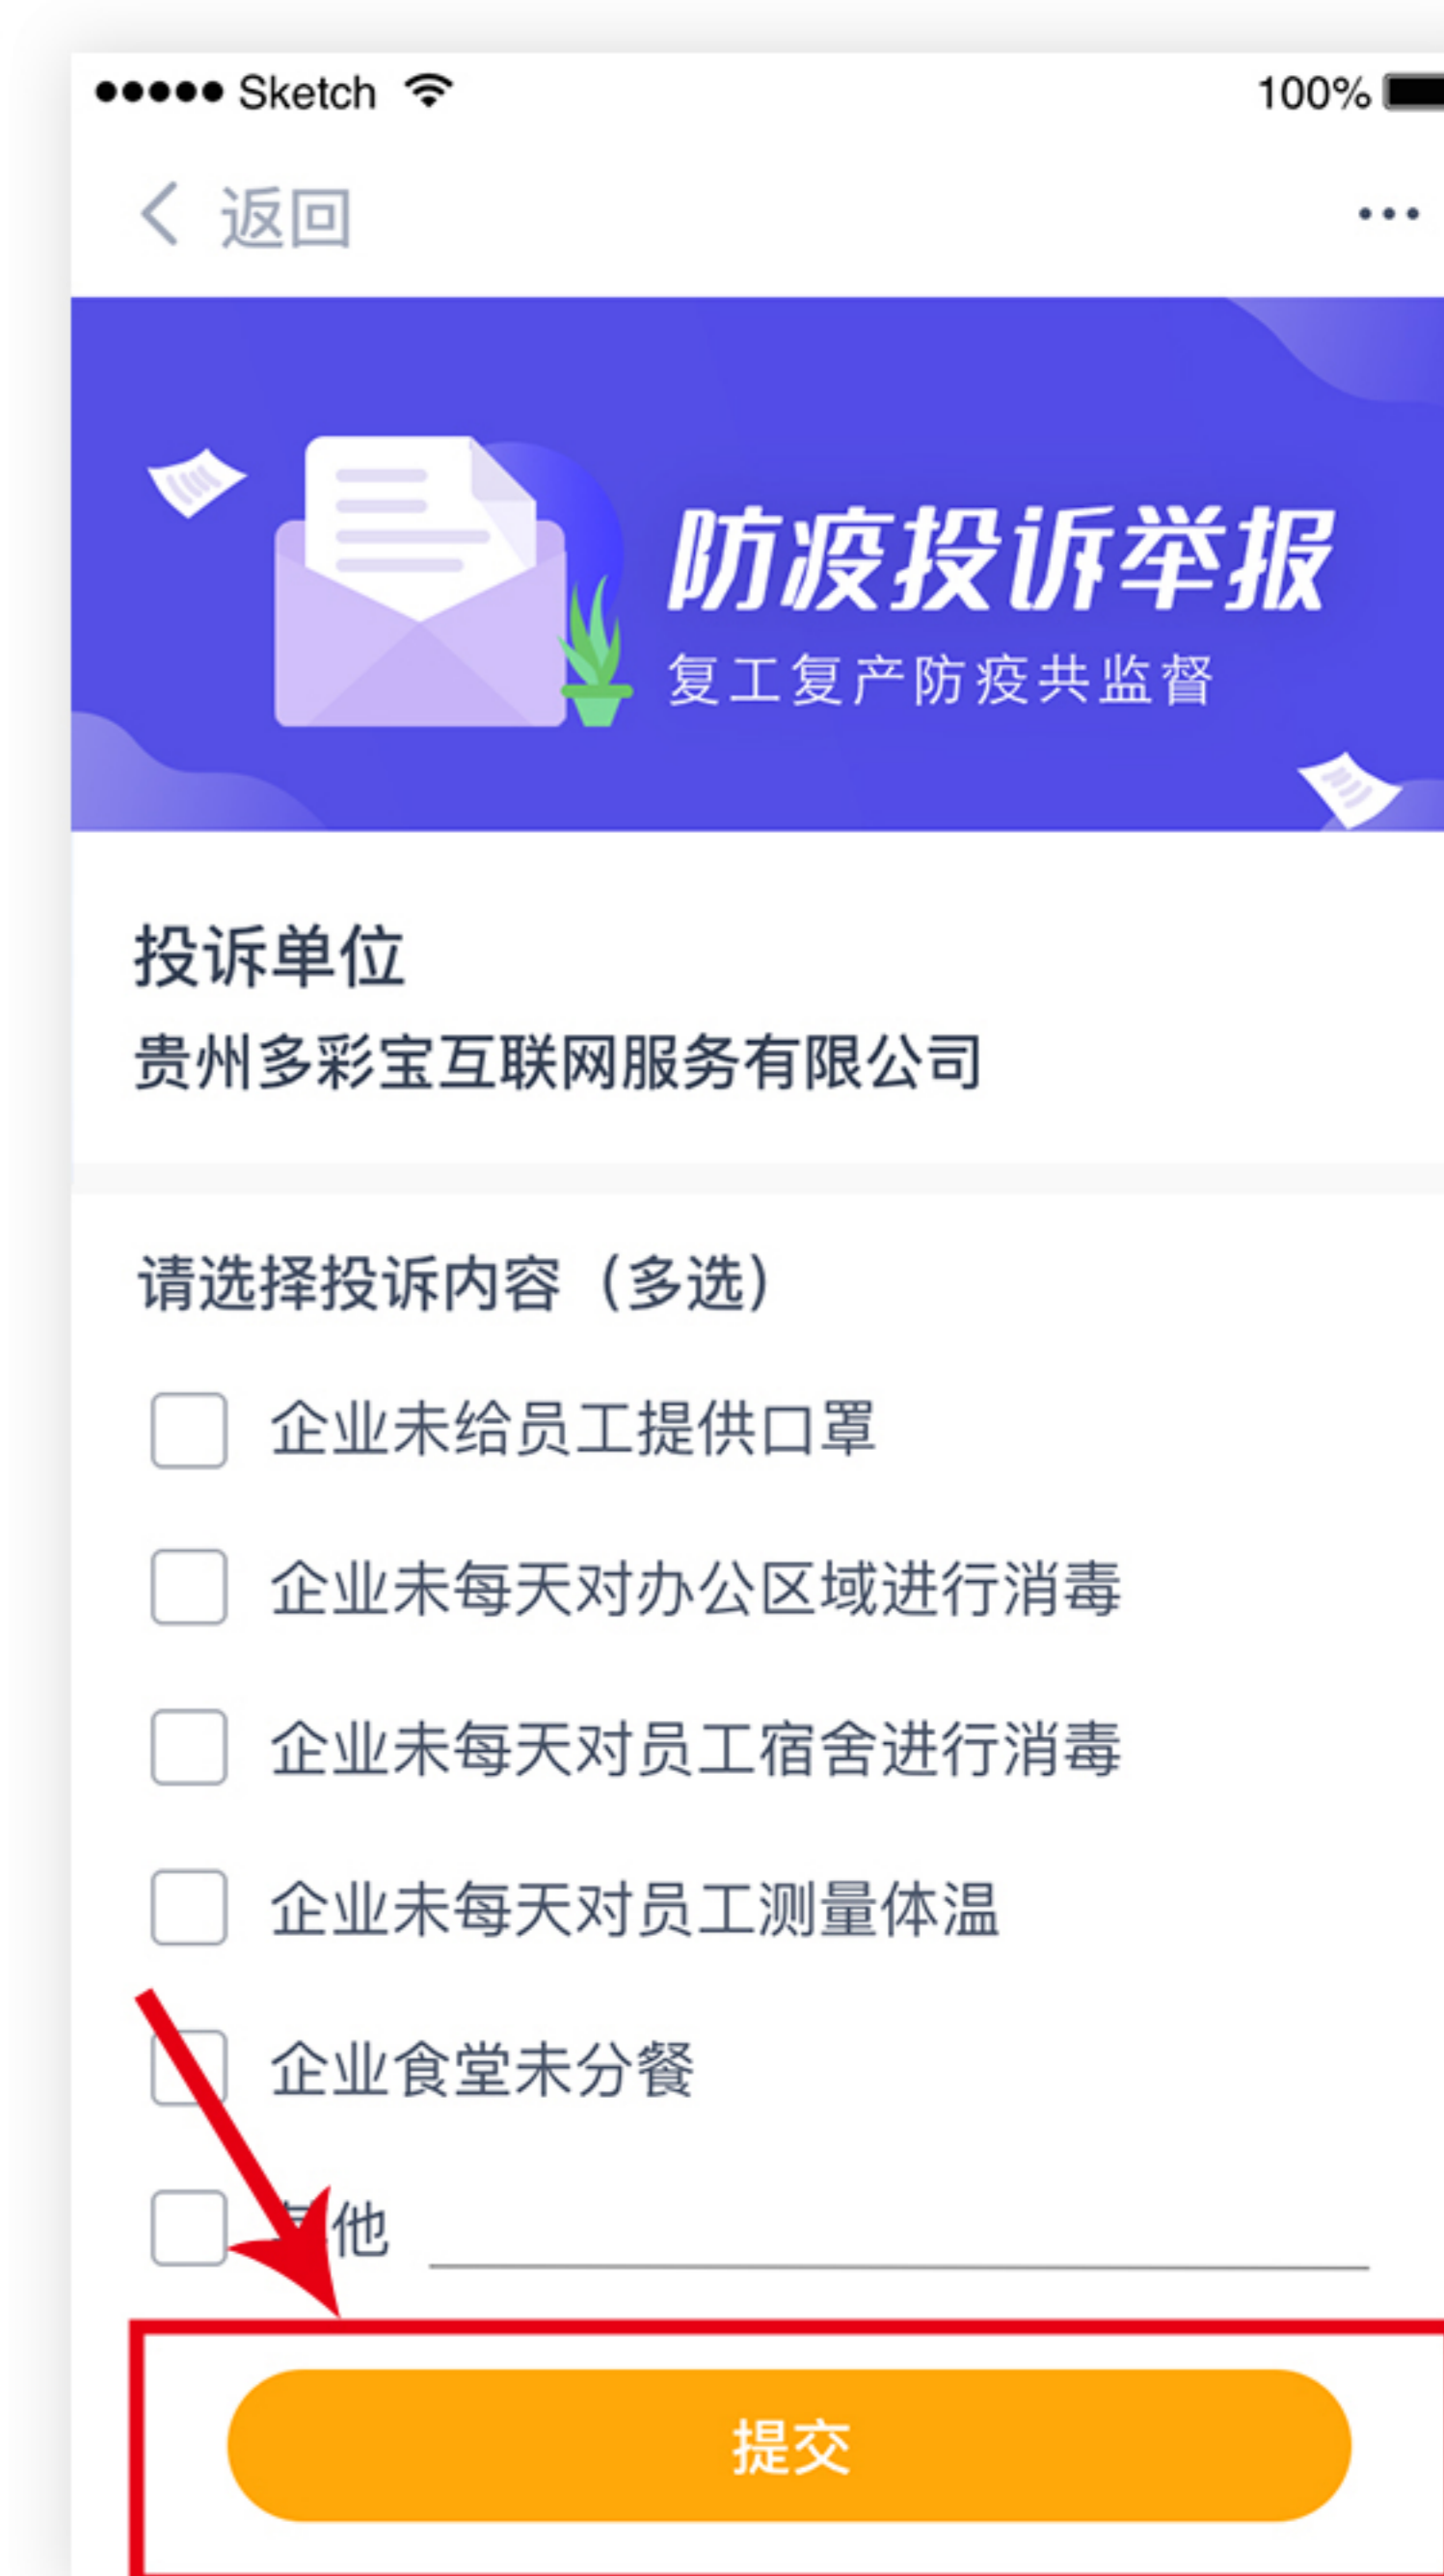 ●●●●● Sketch 100%
返回 •••
防疫投诉举报
复工复产防疫共监督
投诉单位
贵州多彩宝互联网服务有限公司
请选择投诉内容（多选）
企业未给员工提供口罩
企业未每天对办公区域进行消毒
企业未每天对员工宿舍进行消毒
企业未每天对员工测量体温
企业食堂未分餐
其他
提交